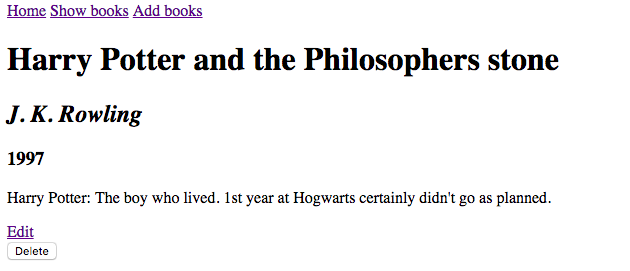 Home Show books Add books
Harry Potter and the Philosophers stone
J. K. Rowling
1997
Harry Potter: The boy who lived. 1st year at Hogwarts certainly didn't go as planned.
Edit
Delete